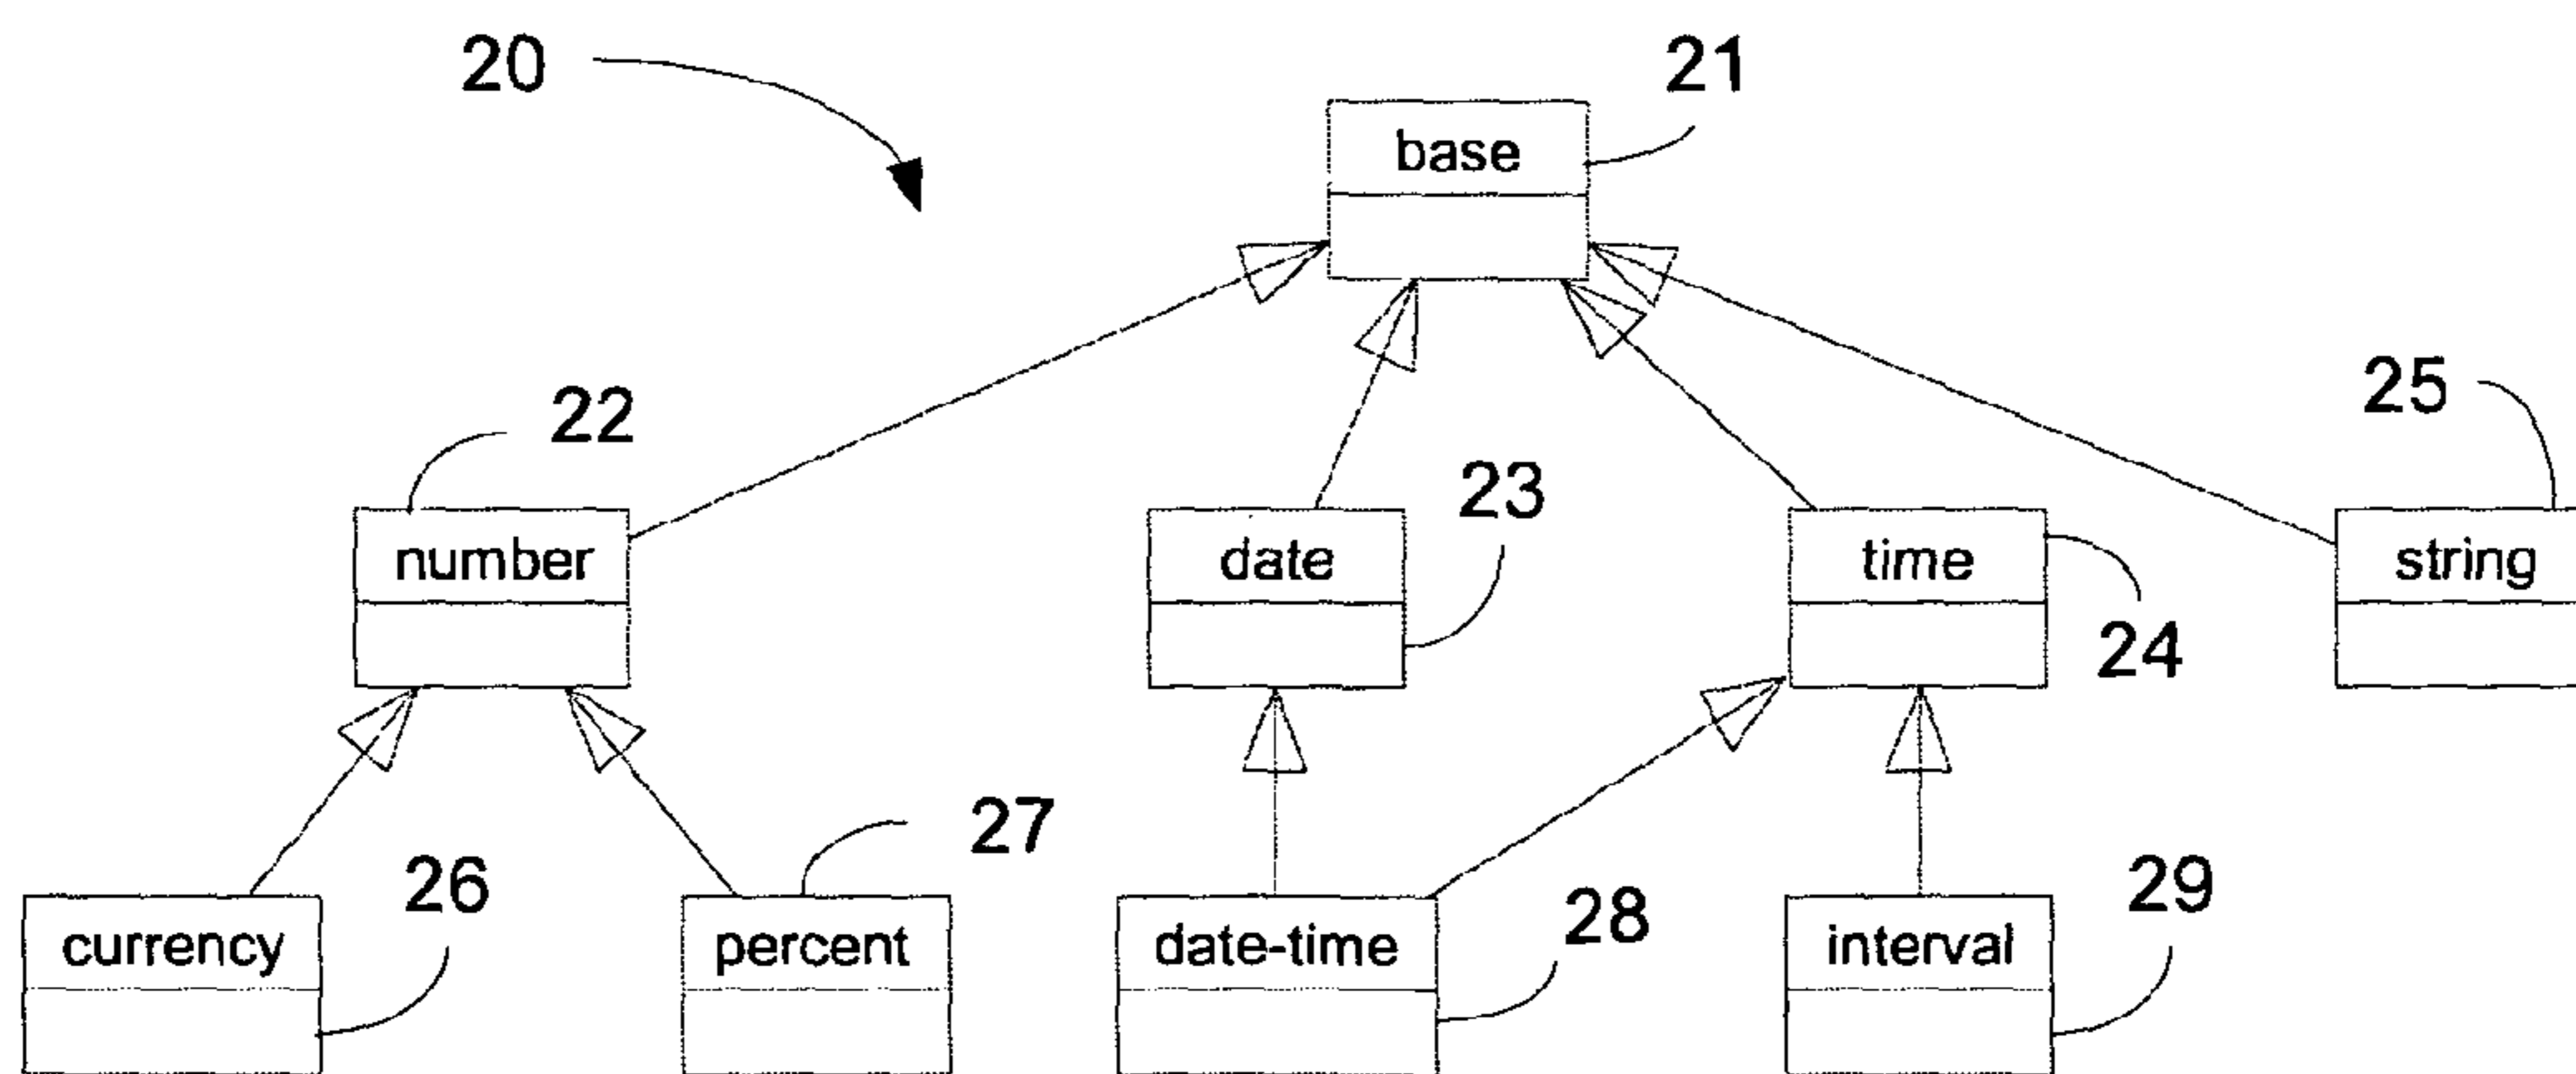 20
21
base
22
25
23
number
date
time
string
24
27
26
28
29
currency
percent
date-time
interval